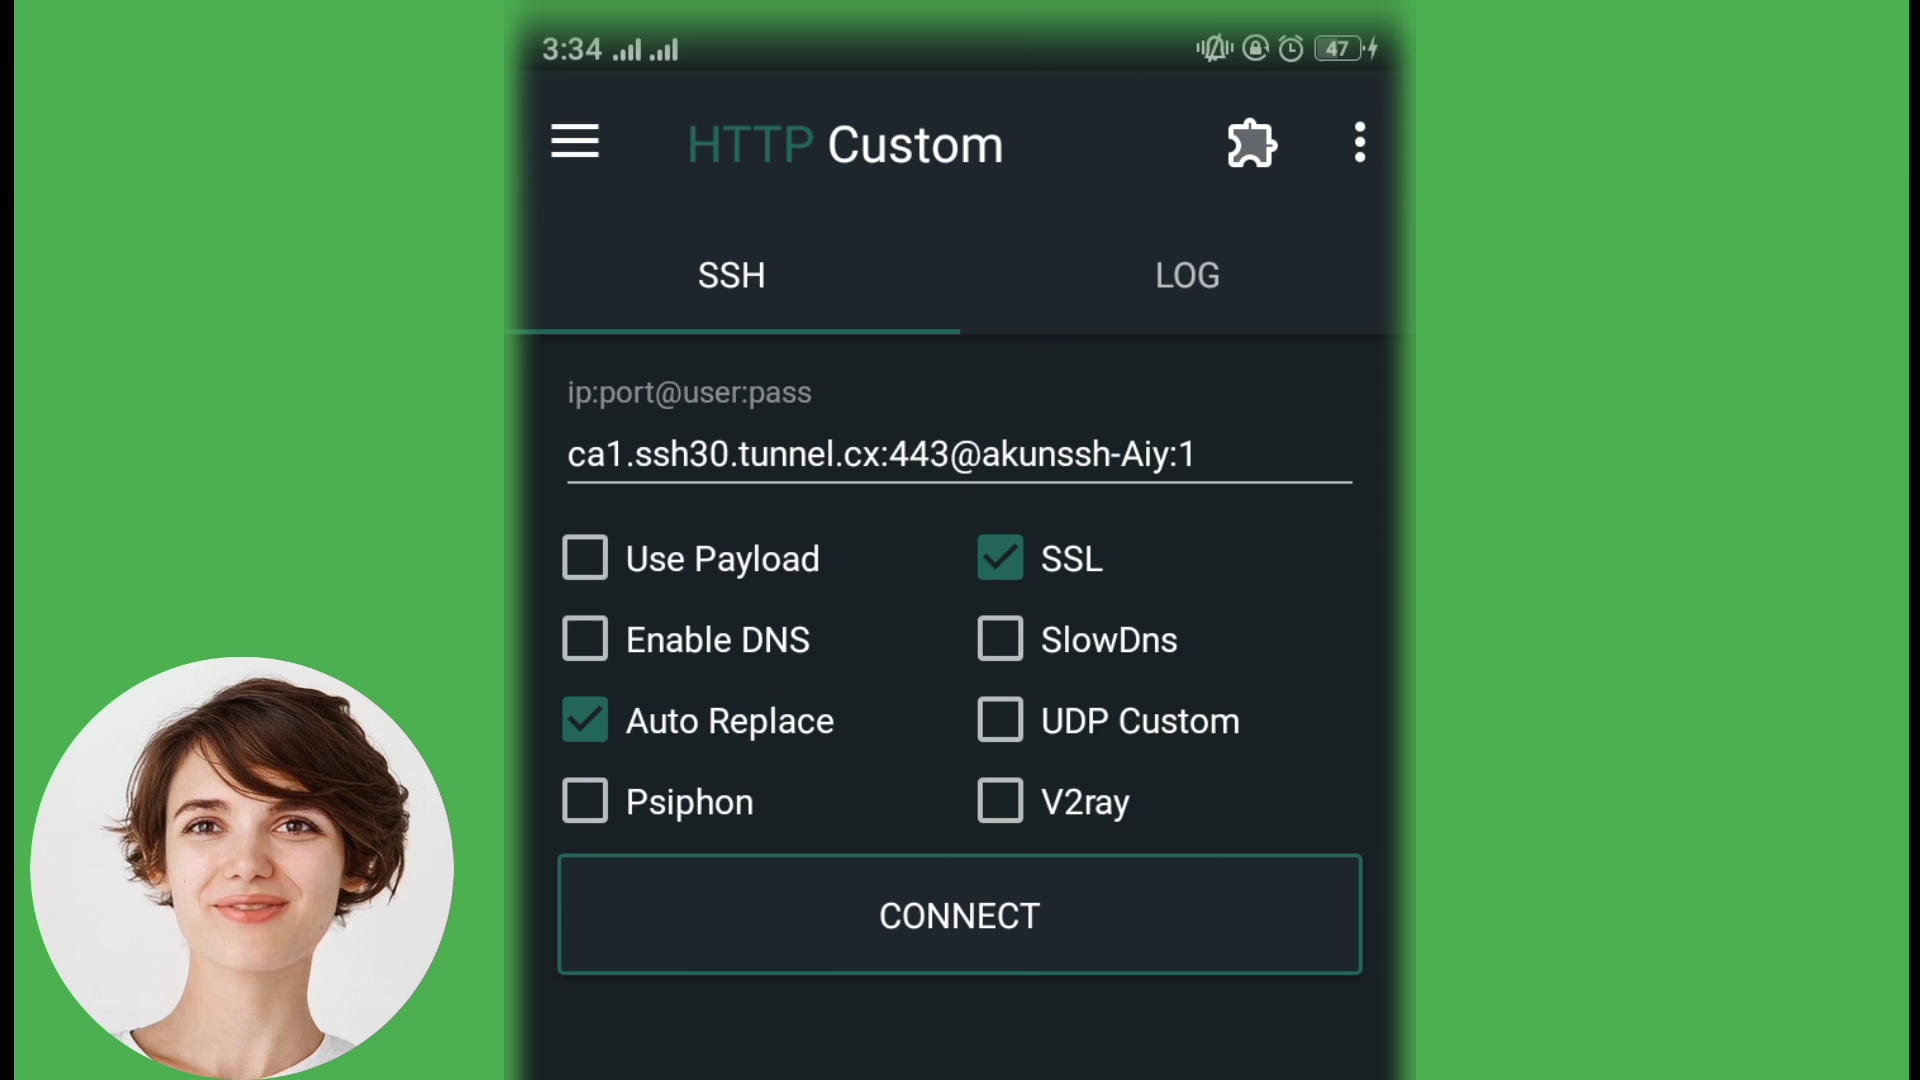 3:34 47
HTTP Custom
SSH LOG
ip:port@user:pass
ca1.ssh30.tunnel.cx:443@akunssh-Aiy:1
Use Payload SSL
Enable DNS SlowDns
Auto Replace UDP Custom
Psiphon V2ray
CONNECT